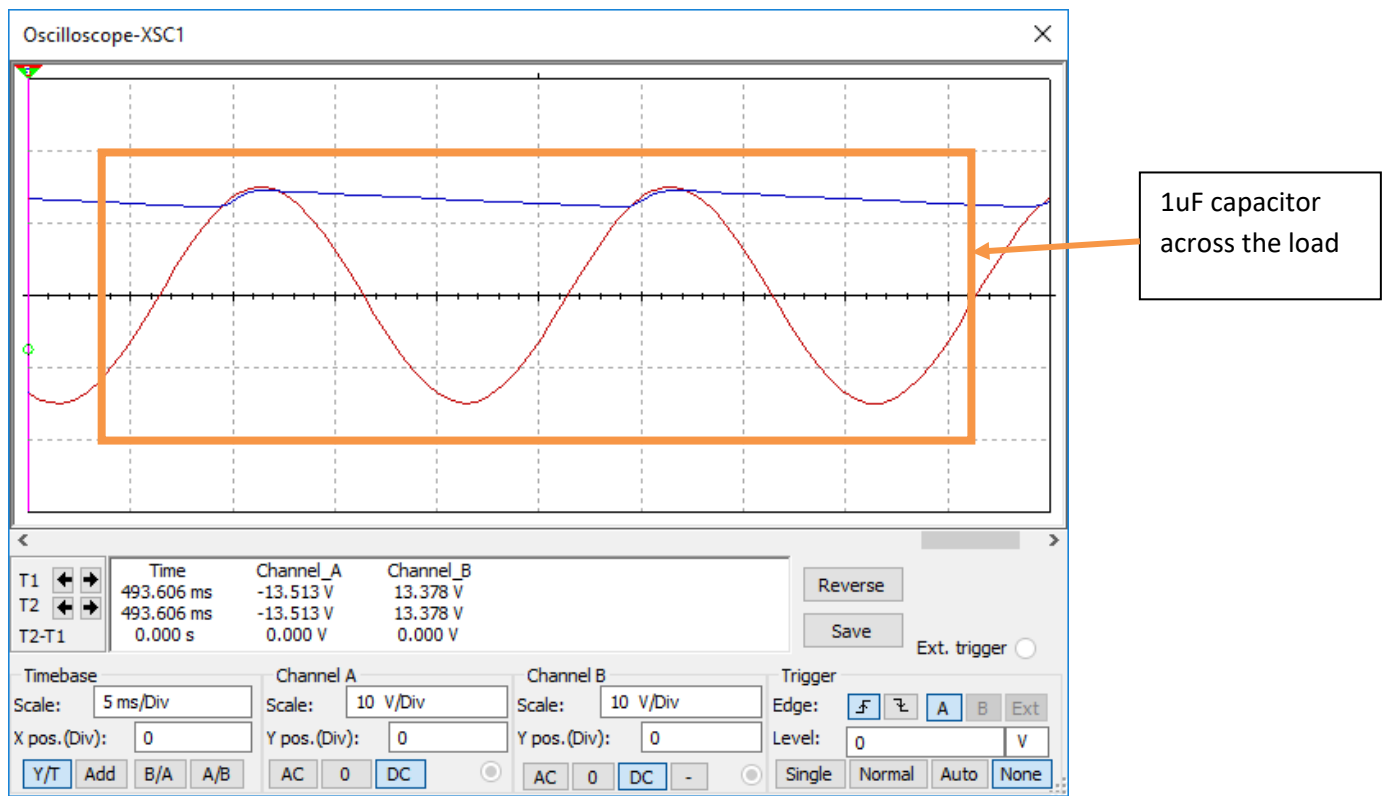 Oscilloscope-XSC1
1uF capacitor
across the load
Time Channel_A Channel_B
T1 493.606 ms -13.513 V 13.378 V
T2 493.606 ms -13.513 V 13.378 V
T2-T1 0.000 s 0.000 V 0.000 V
Reverse
Save
Ext. trigger
Timebase
Scale: 5 ms/Div
X pos.(Div): 0
Y/T Add B/A A/B
Channel A
Scale: 10 V/Div
Y pos.(Div): 0
AC 0 DC
Channel B
Scale: 10 V/Div
Y pos.(Div): 0
AC 0 DC -
Trigger
Edge: A B Ext
Level: 0 V
Single Normal Auto None